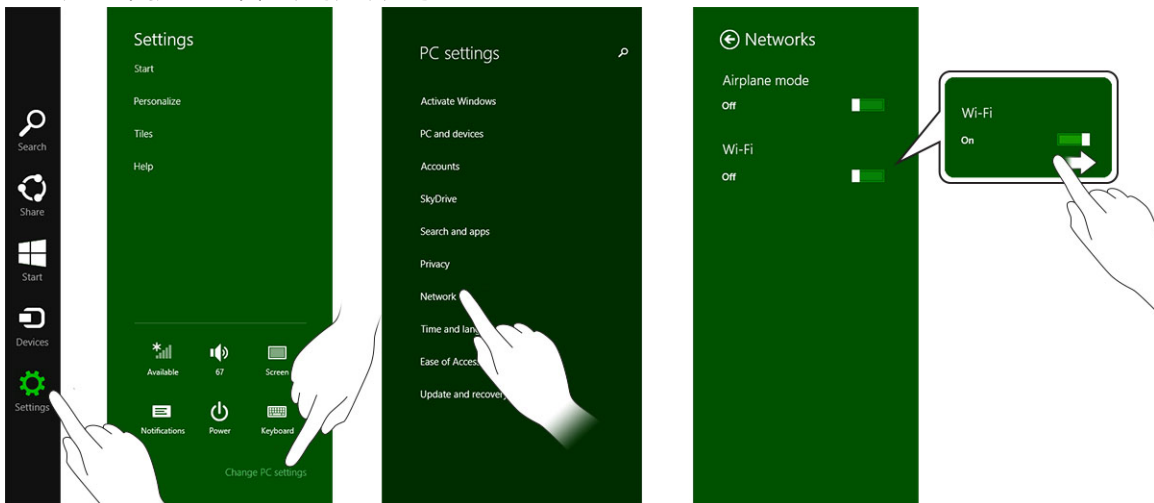 Search
Share
Start
Devices
Settings
Settings
Start
Personalize
Tiles
Help
Available
67
Screen
Notifications
Power
Keyboard
Change PC settings
PC settings
Activate Windows
PC and devices
Accounts
SkyDrive
Search and apps
Privacy
Network
Time and
Ease of
Update and recovery
Networks
Airplane mode
Off
Wi-Fi
Off
Wi-Fi
On